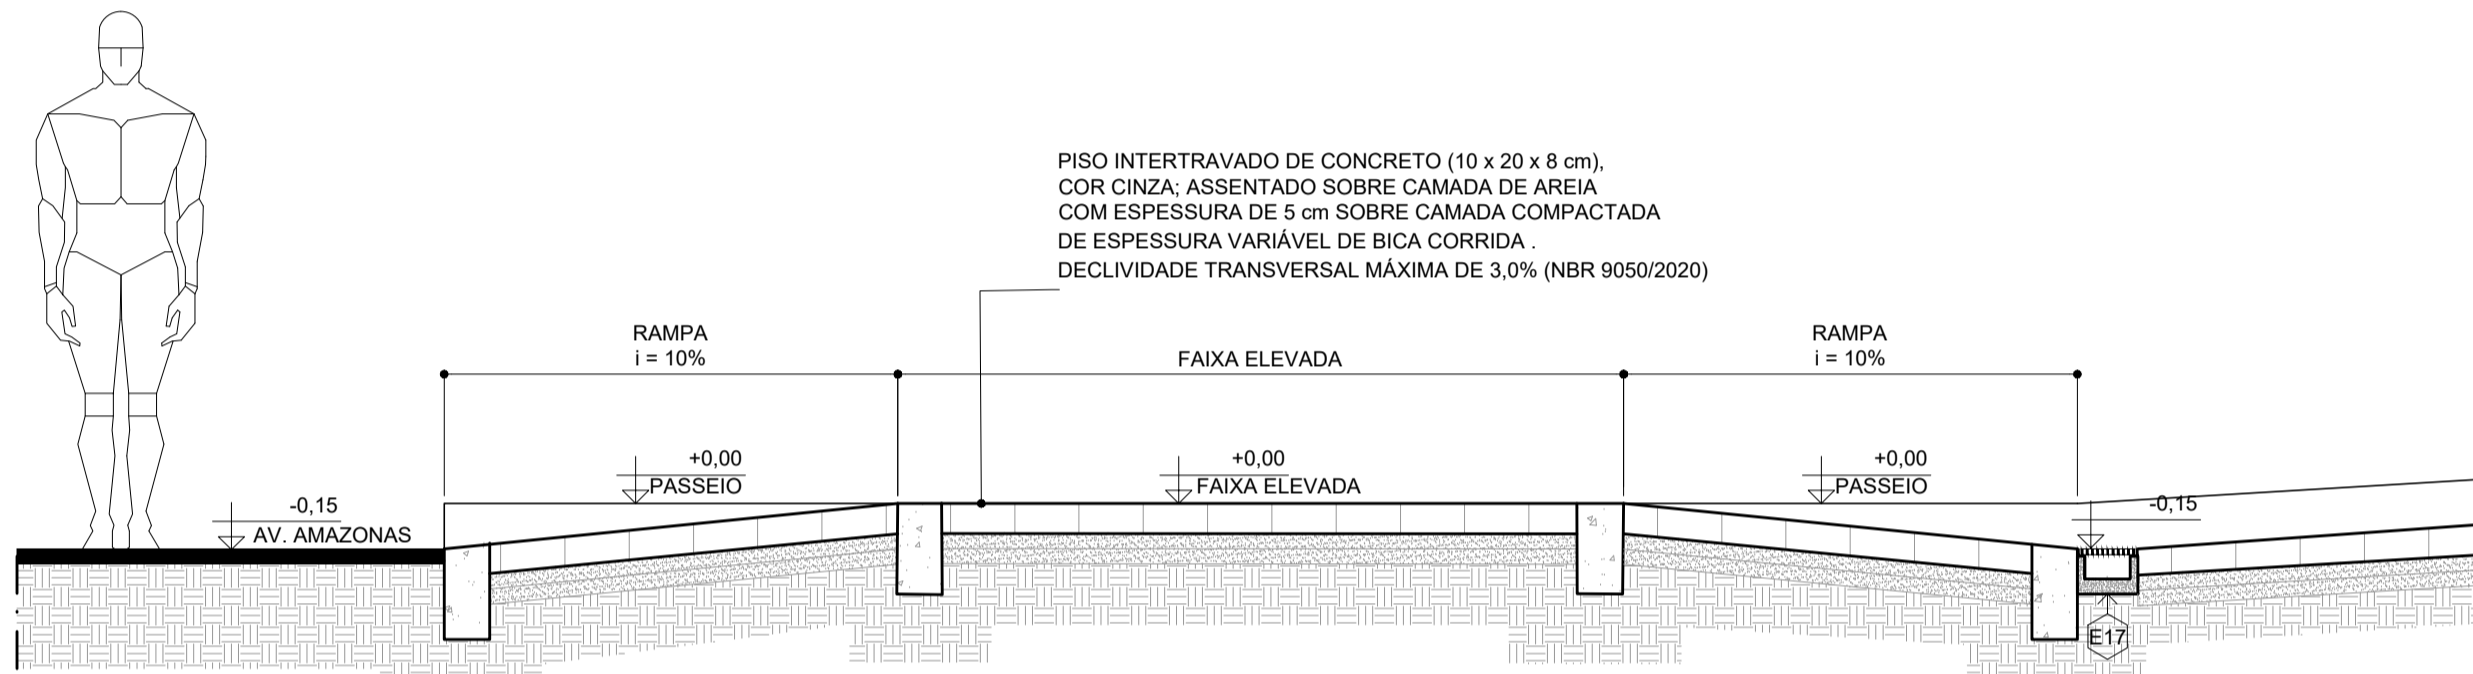 PISO INTERTRAVADO DE CONCRETO (10 x 20 x 8 cm),
COR CINZA; ASSENTADO SOBRE CAMADA DE AREIA
COM ESPESSURA DE 5 cm SOBRE CAMADA COMPACTADA
DE ESPESSURA VARIÁVEL DE BICA CORRIDA .
DECLIVIDADE TRANSVERSAL MÁXIMA DE 3,0% (NBR 9050/2020)
RAMPA
i = 10%
FAIXA ELEVADA
RAMPA
i = 10%
-0,15
AV. AMAZONAS
+0,00
PASSEIO
+0,00
FAIXA ELEVADA
+0,00
PASSEIO
-0,15
E17